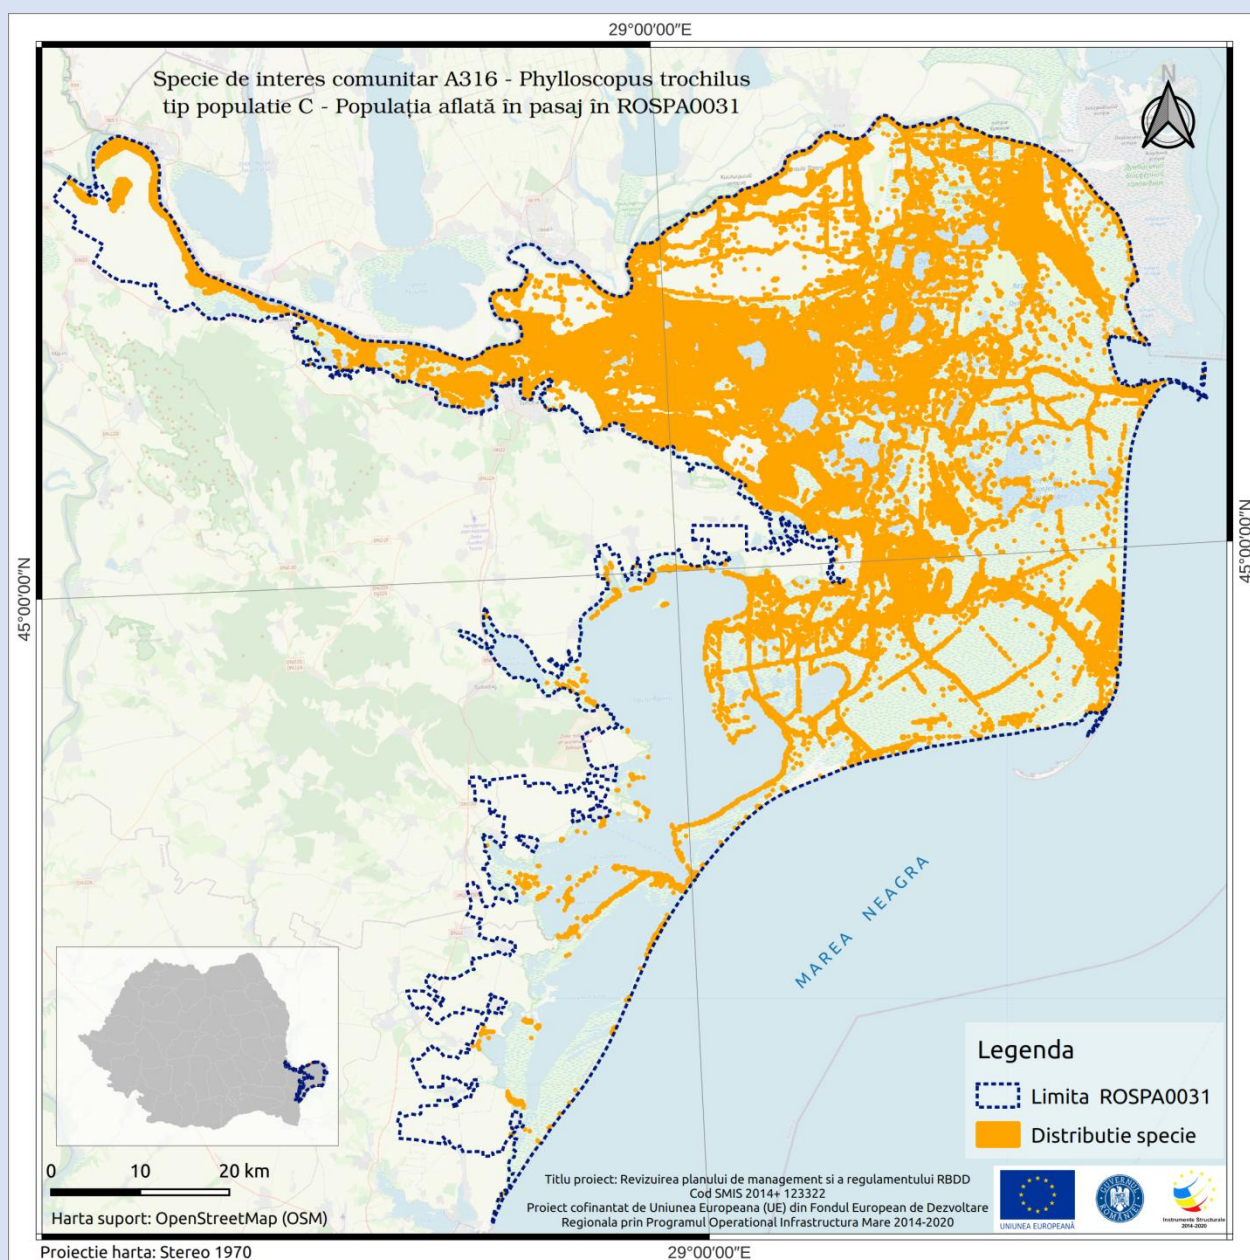 29°00′00″E
Specie de interes comunitar A316 - Phylloscopus trochilus
tip populatie C - Populația aflată în pasaj în ROSPA0031
N
45°00′00″N
45°00′00″N
MAREA NEAGRA
Legenda
Limita ROSPA0031
Distributie specie
0 10 20 km
Harta suport: OpenStreetMap (OSM)
Titlu proiect: Revizuirea planului de management si a regulamentului RBDD
Cod SMIS 2014+ 123322
Proiect cofinantat de Uniunea Europeana (UE) din Fondul European de Dezvoltare
Regionala prin Programul Operational Infrastructura Mare 2014-2020
UNIUNEA EUROPEANĂ
GUVERNUL ROMÂNIEI
Instrumente Structurale
2014-2020
Proiectie harta: Stereo 1970
29°00′00″E